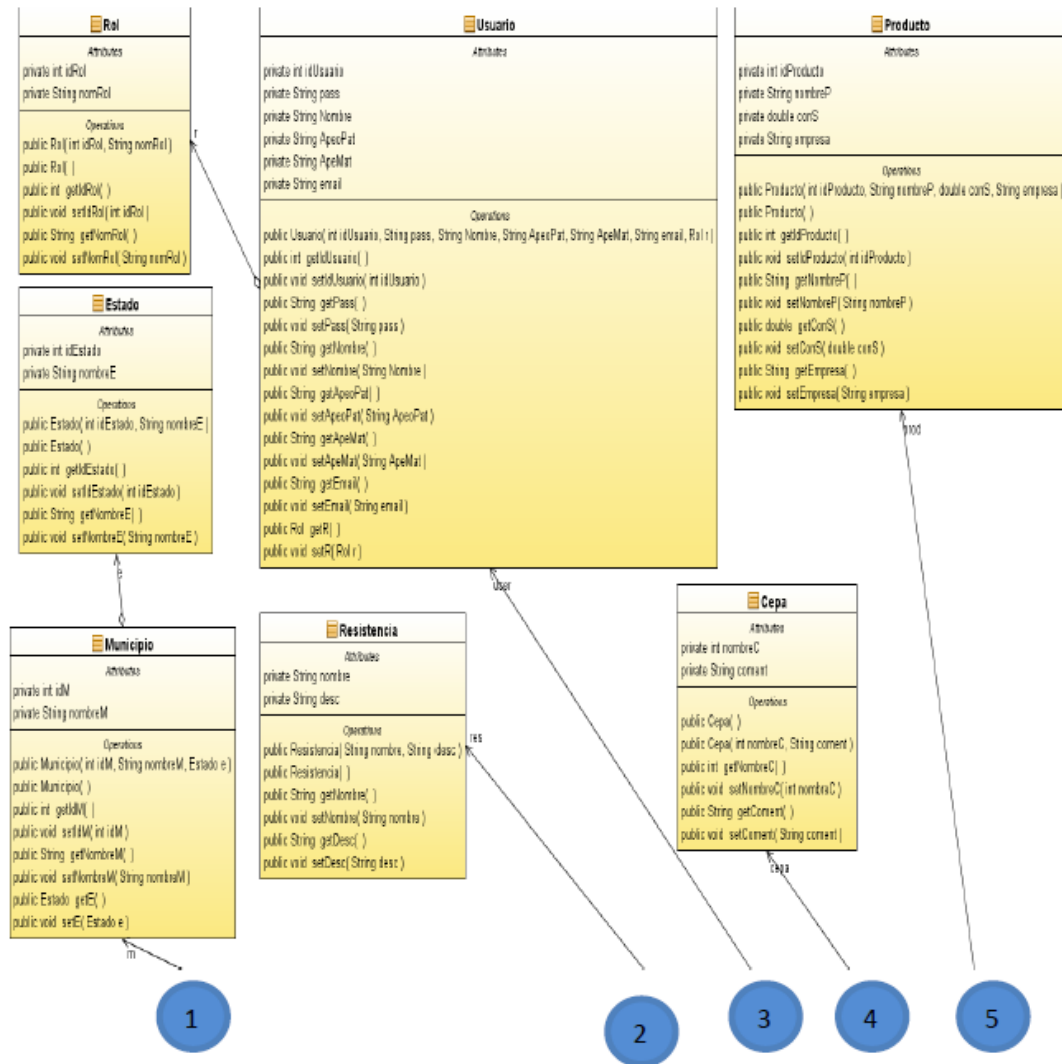 Rol
Attributes
private int idRol
private String nomRol
Operations
public Rol( int idRol, String nomRol )
public Rol( )
public int getIdRol( )
public void setIdRol( int idRol )
public String getNomRol( )
public void setNomRol( String nomRol )
r
Usuario
Attributes
private int idUsuario
private String pass
private String Nombre
private String ApeoPat
private String ApeMat
private String email
Operations
public Usuario( int idUsuario, String pass, String Nombre, String ApeoPat, String ApeMat, String email, Rol r )
public int getIdUsuario( )
public void setIdUsuario( int idUsuario )
public String getPass( )
public void setPass( String pass )
public String getNombre( )
public void setNombre( String Nombre )
public String getApeoPat( )
public void setApeoPat( String ApeoPat )
public String getApeMat( )
public void setApeMat( String ApeMat )
public String getEmail( )
public void setEmail( String email )
public Rol getR( )
public void setR( Rol r )
user
Producto
Attributes
private int idProducto
private String nombreP
private double conS
private String empresa
Operations
public Producto( int idProducto, String nombreP, double conS, String empresa )
public Producto( )
public int getIdProducto( )
public void setIdProducto( int idProducto )
public String getNombreP( )
public void setNombreP( String nombreP )
public double getConS( )
public void setConS( double conS )
public String getEmpresa( )
public void setEmpresa( String empresa )
prod
Estado
Attributes
private int idEstado
private String nombreE
Operations
public Estado( int idEstado, String nombreE )
public Estado( )
public int getIdEstado( )
public void setIdEstado( int idEstado )
public String getNombreE( )
public void setNombreE( String nombreE )
Municipio
Attributes
private int idM
private String nombreM
Operations
public Municipio( int idM, String nombreM, Estado e )
public Municipio( )
public int getIdM( )
public void setIdM( int idM )
public String getNombreM( )
public void setNombreM( String nombreM )
public Estado getE( )
public void setE( Estado e )
m
Resistencia
Attributes
private String nombre
private String desc
Operations
public Resistencia( String nombre, String desc )
public Resistencia( )
public String getNombre( )
public void setNombre( String nombre )
public String getDesc( )
public void setDesc( String desc )
res
Cepa
Attributes
private int nombreC
private String coment
Operations
public Cepa( )
public Cepa( int nombreC, String coment )
public int getNombreC( )
public void setNombreC( int nombreC )
public String getComent( )
public void setComent( String coment )
cepa
1
2
3
4
5